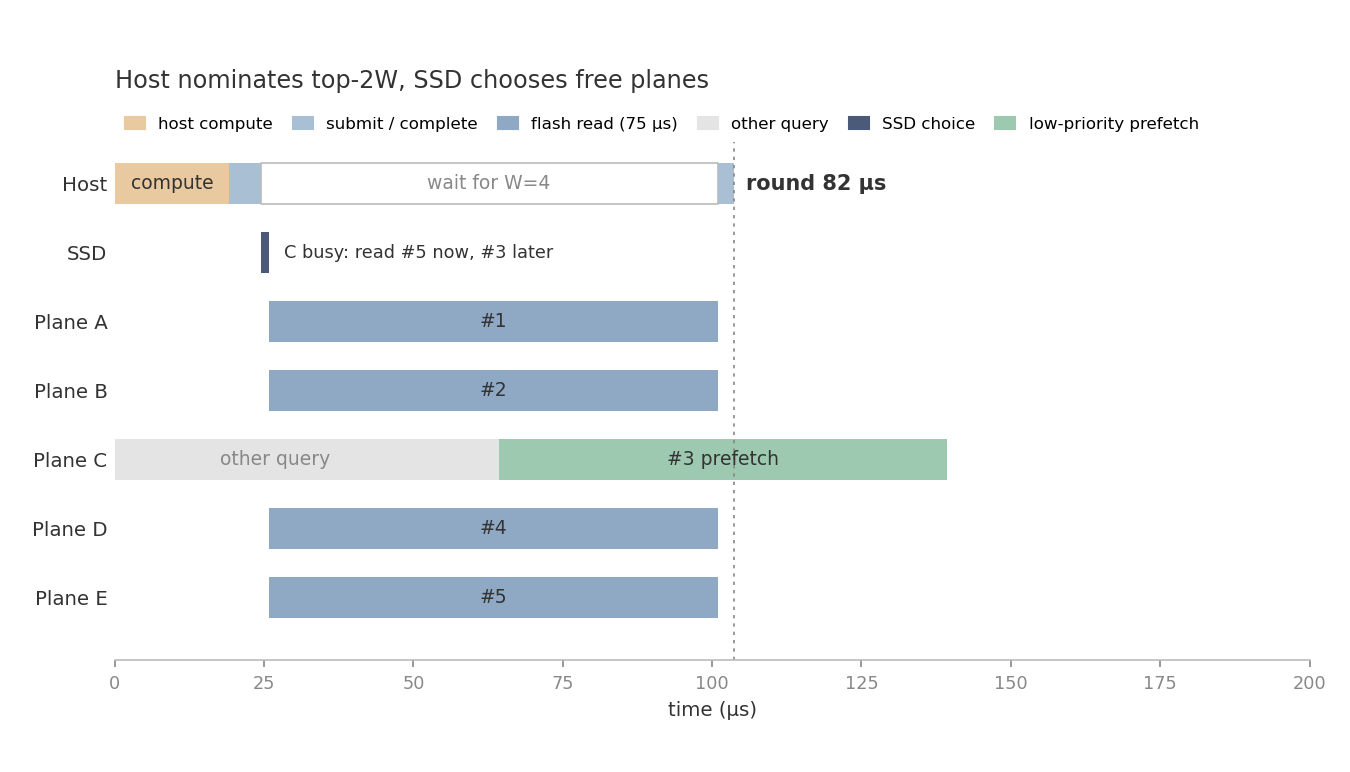 Host nominates top-2W, SSD chooses free planes
host compute submit / complete flash read (75 µs) other query SSD choice low-priority prefetch
Host compute wait for W=4 round 82 µs
SSD C busy: read #5 now, #3 later
Plane A #1
Plane B #2
Plane C other query #3 prefetch
Plane D #4
Plane E #5
0 25 50 75 100 125 150 175 200
time (µs)